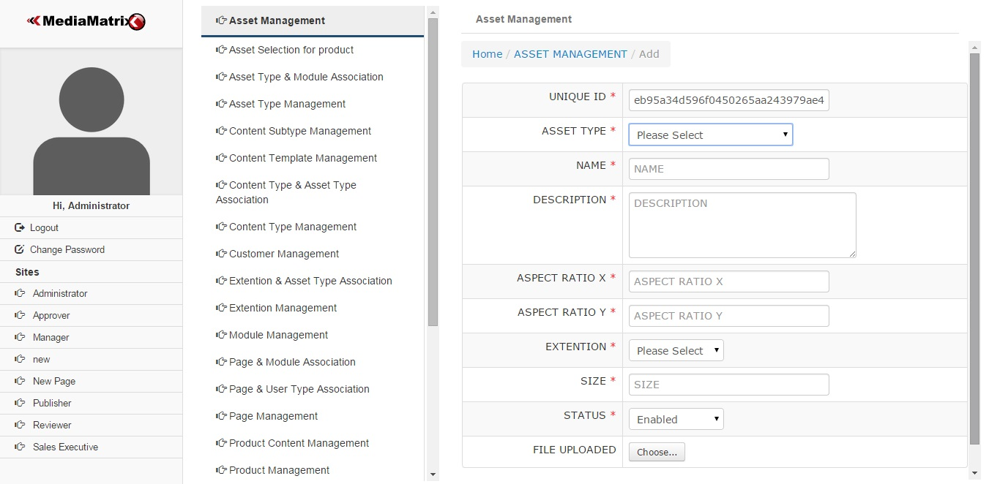 MediaMatrix
Hi, Administrator
Logout
Change Password
Sites
Administrator
Approver
Manager
new
New Page
Publisher
Reviewer
Sales Executive
Asset Management
Asset Selection for product
Asset Type & Module Association
Asset Type Management
Content Subtype Management
Content Template Management
Content Type & Asset Type
Association
Content Type Management
Customer Management
Extention & Asset Type Association
Extention Management
Module Management
Page & Module Association
Page & User Type Association
Page Management
Product Content Management
Product Management
Asset Management
Home / ASSET MANAGEMENT / Add
UNIQUE ID * eb95a34d596f0450265aa243979ae4
ASSET TYPE * Please Select
NAME * NAME
DESCRIPTION * DESCRIPTION
ASPECT RATIO X * ASPECT RATIO X
ASPECT RATIO Y * ASPECT RATIO Y
EXTENTION * Please Select
SIZE * SIZE
STATUS * Enabled
FILE UPLOADED Choose...